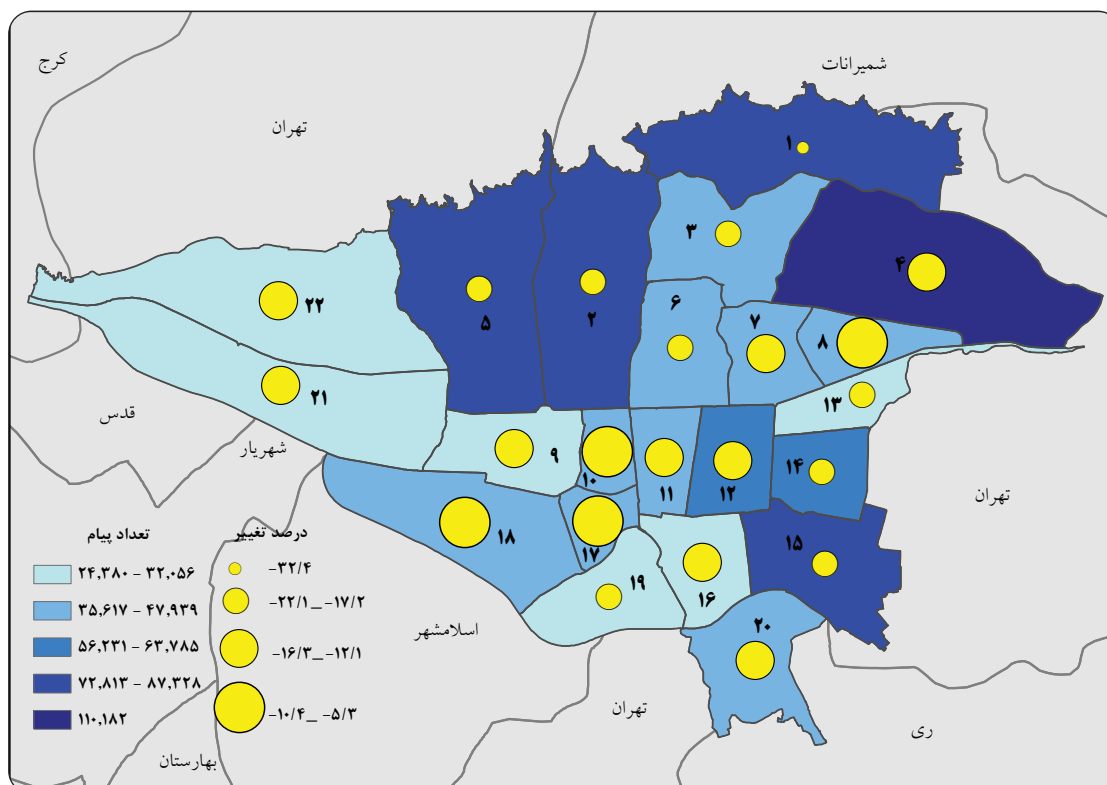 کرج
شمیرانات
تهران
۱
۳
۴
۲۲
۵
۲
۶
۷
۸
۲۱
۱۳
قدس
شهریار
۹
۱۰
۱۱
۱۲
۱۴
تهران
۱۸
۱۷
۱۵
۱۹
۱۶
۲۰
اسلامشهر
تهران
ری
بهارستان
تعداد پیام
۲۴,۳۸۰ - ۳۲,۰۵۶
۳۵,۶۱۷ - ۴۷,۹۳۹
۵۶,۲۳۱ - ۶۳,۷۸۵
۷۲,۸۱۳ - ۸۷,۳۲۸
۱۱۰,۱۸۲
درصد تغییر
-۳۲/۴
-۲۲/۱_-۱۷/۲
-۱۶/۳_-۱۲/۱
-۱۰/۴_ -۵/۳